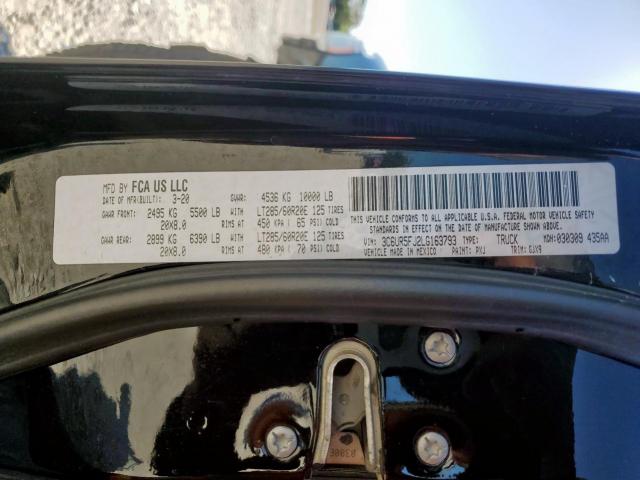 MFD BY FCA US LLC
DATE OF MFR(BUILT): 3-20 GVWR: 4536 KG 10000 LB
GAWR FRONT: 2495 KG 5500 LB WITH LT285/60R20E 125 TIRES
20X8.0 RIMS AT 450 KPA ( 65 PSI) COLD
GAWR REAR: 2899 KG 6390 LB WITH LT285/60R20E 125 TIRES
20X8.0 RIMS AT 480 KPA ( 70 PSI) COLD
THIS VEHICLE CONFORMS TO ALL APPLICABLE U.S.A. FEDERAL MOTOR VEHICLE SAFETY
STANDARDS IN EFFECT ON THE DATE OF MANUFACTURE SHOWN ABOVE.
VIN: 3C6UR5FJ2LG163793 TYPE: TRUCK MDH: 030309 435AA
VEHICLE MADE IN MEXICO PAINT: PXJ TRIM: CJX9